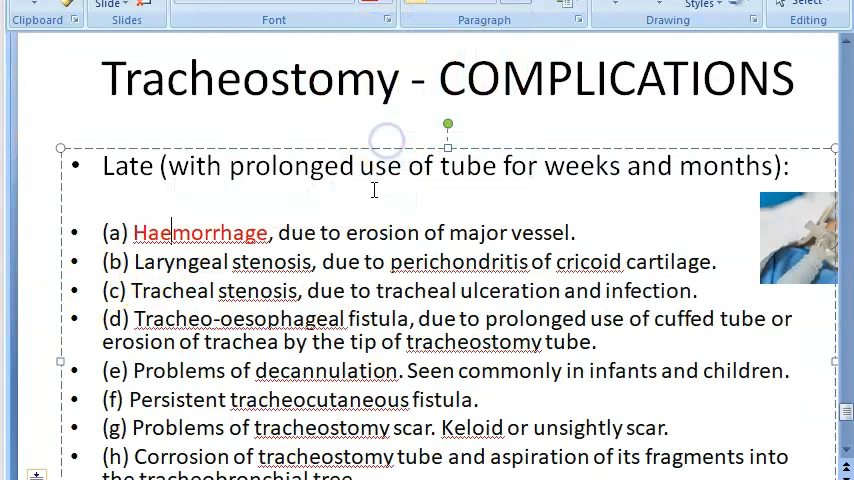 Slide
Styles
Select
Clipboard
Slides
Font
Paragraph
Drawing
Editing
Tracheostomy - COMPLICATIONS
• Late (with prolonged use of tube for weeks and months):
• (a) Haemorrhage, due to erosion of major vessel.
• (b) Laryngeal stenosis, due to perichondritis of cricoid cartilage.
• (c) Tracheal stenosis, due to tracheal ulceration and infection.
• (d) Tracheo-oesophageal fistula, due to prolonged use of cuffed tube or
erosion of trachea by the tip of tracheostomy tube.
• (e) Problems of decannulation. Seen commonly in infants and children.
• (f) Persistent tracheocutaneous fistula.
• (g) Problems of tracheostomy scar. Keloid or unsightly scar.
• (h) Corrosion of tracheostomy tube and aspiration of its fragments into
the tracheobronchial tree.